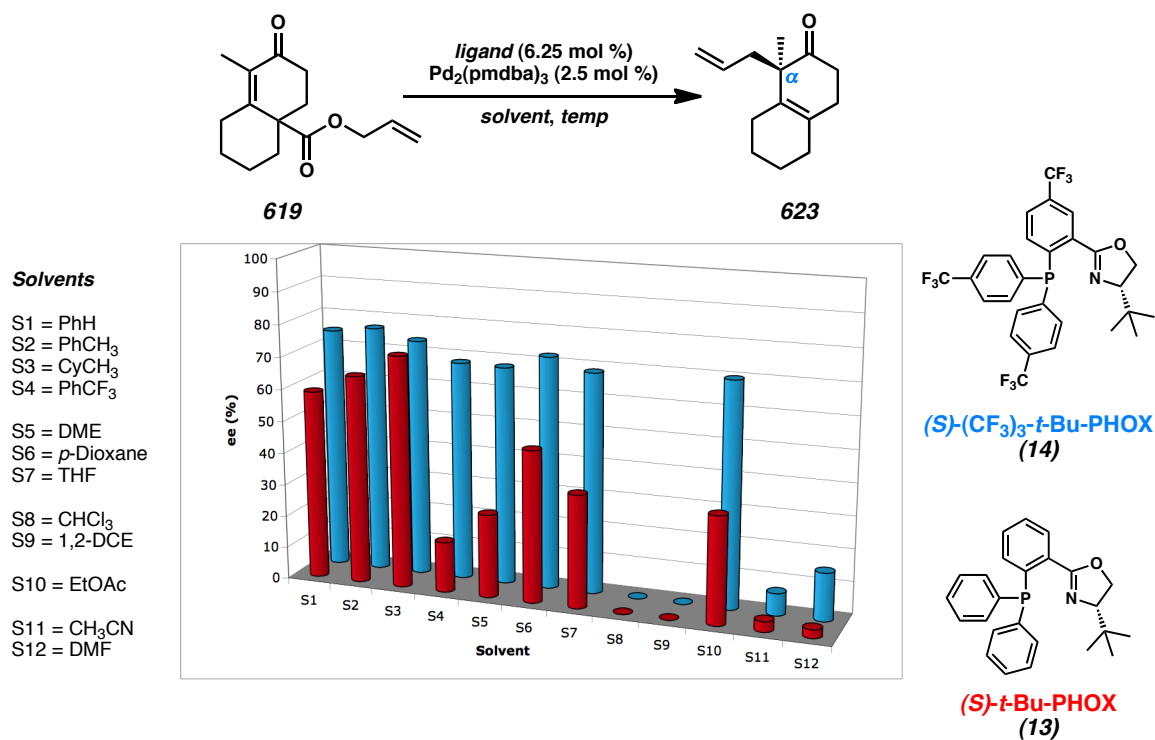 O
O
O
619
ligand (6.25 mol %)
Pd2(pmdba)3 (2.5 mol %)
solvent, temp
O
α
623
Solvents
S1 = PhH
S2 = PhCH3
S3 = CyCH3
S4 = PhCF3
S5 = DME
S6 = p-Dioxane
S7 = THF
S8 = CHCl3
S9 = 1,2-DCE
S10 = EtOAc
S11 = CH3CN
S12 = DMF
100
90
80
70
60
50
40
30
20
10
0
ee (%)
S1
S2
S3
S4
S5
S6
S7
S8
S9
S10
S11
S12
Solvent
CF3
O
N
P
F3C
F3C
(S)-(CF3)3-t-Bu-PHOX
(14)
O
N
P
(S)-t-Bu-PHOX
(13)